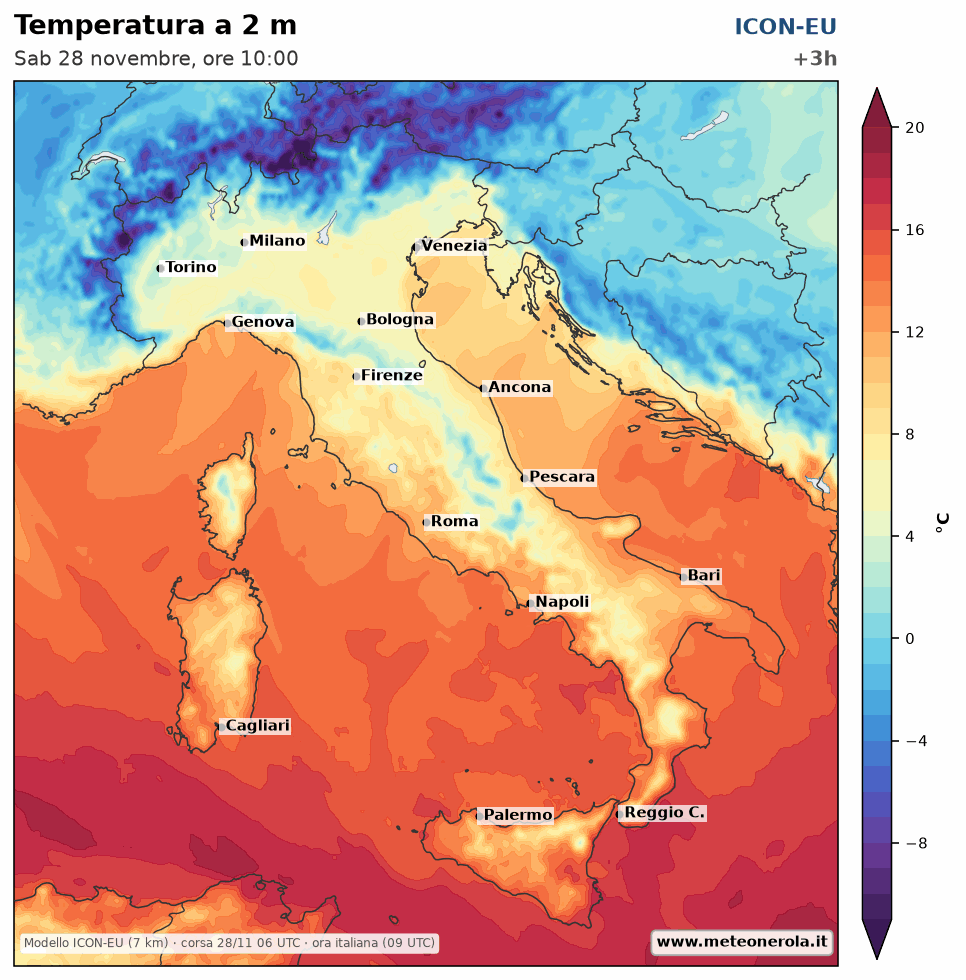 Temperatura a 2 m
ICON-EU
Sab 28 novembre, ore 10:00
+3h
Milano
Venezia
Torino
Genova
Bologna
Firenze
Ancona
Pescara
Roma
Bari
Napoli
Cagliari
Palermo
Reggio C.
20
16
12
8
4
0
−4
−8
°C
Modello ICON-EU (7 km) · corsa 28/11 06 UTC · ora italiana (09 UTC)
www.meteonerola.it